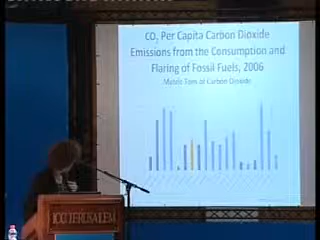 CO₂ Per Capita Carbon Dioxide
Emissions from the Consumption and
Flaring of Fossil Fuels, 2006
Metric Tons of Carbon Dioxide
ICC JERUSALEM